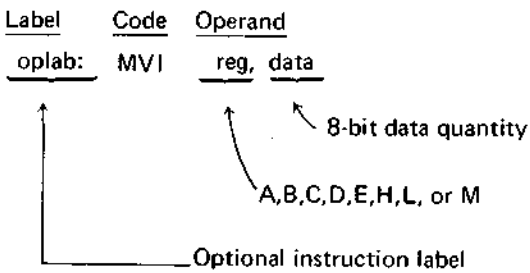 Label Code Operand
oplab: MVI reg, data
8-bit data quantity
A,B,C,D,E,H,L, or M
Optional instruction label